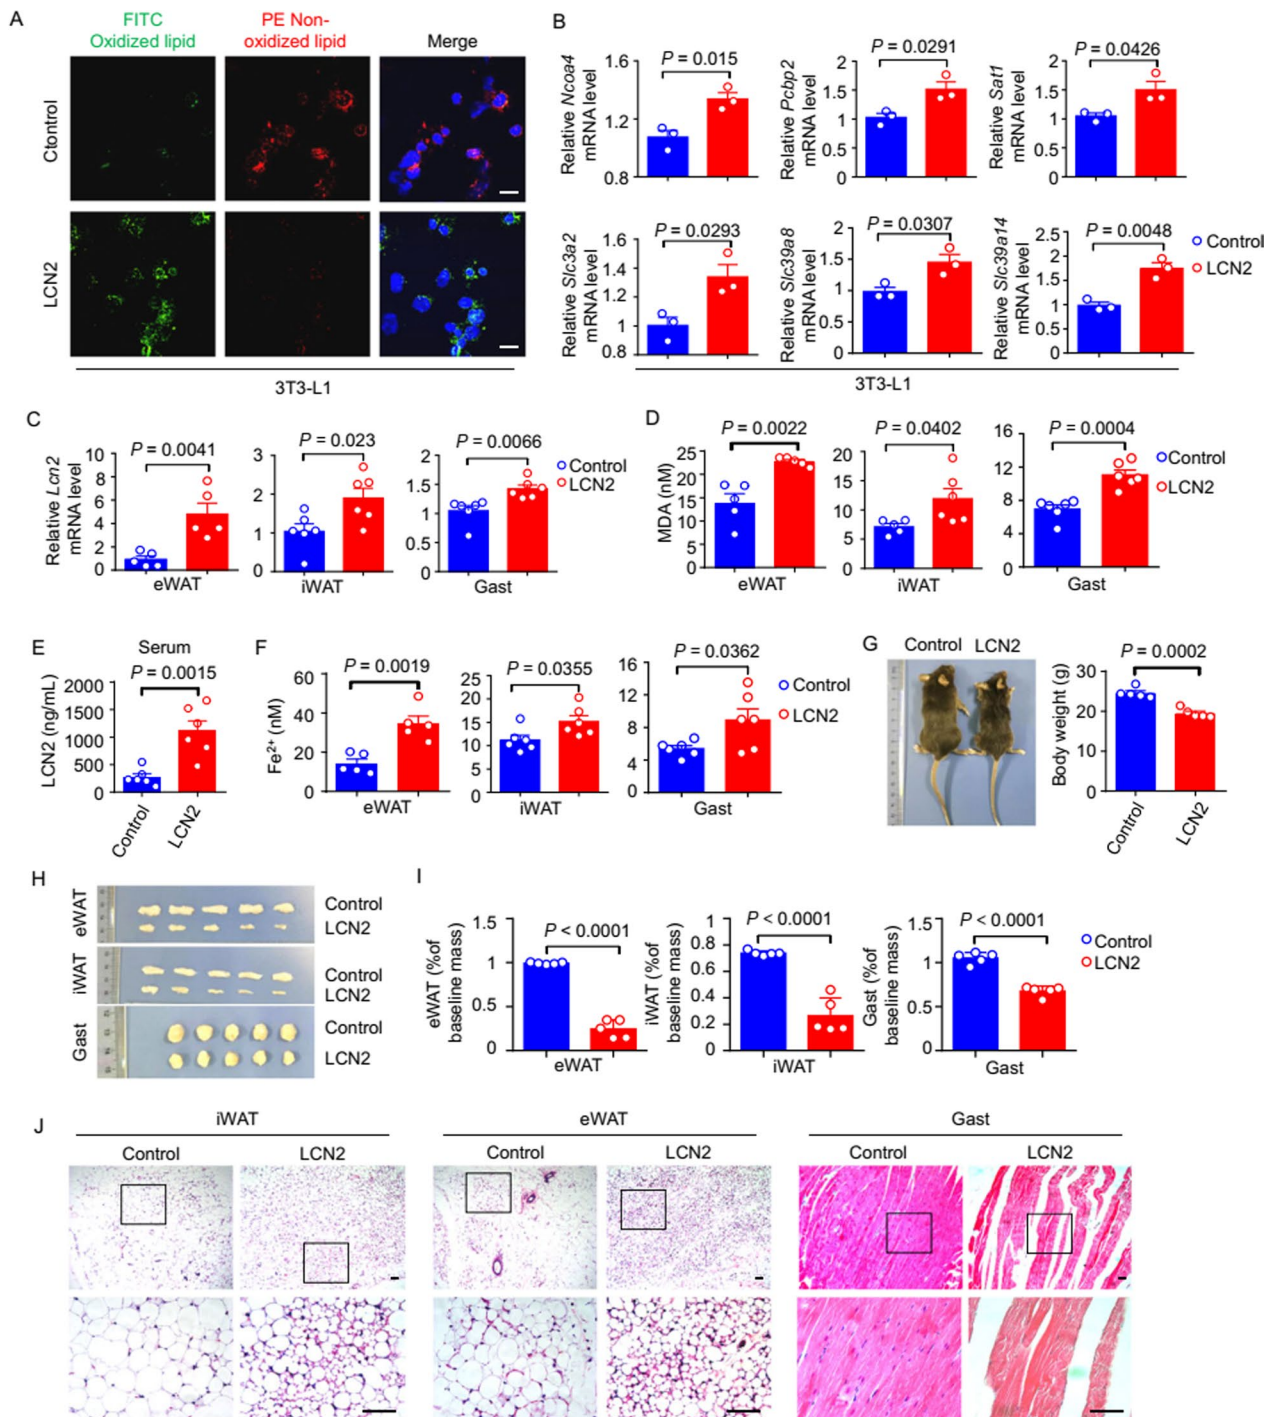 A
FITC
Oxidized lipid
PE Non-
oxidized lipid
Merge
Ctontrol
LCN2
3T3-L1
B
Relative Ncoa4
mRNA level
1.6
1.2
0.8
P = 0.015
Relative Pcbp2
mRNA level
2
1.5
1
0.5
0
P = 0.0291
Relative Sat1
mRNA level
2
1.5
1
0.5
0
P = 0.0426
Relative Slc3a2
mRNA level
1.6
1.4
1.2
1
0.8
P = 0.0293
Relative Slc39a8
mRNA level
2
1.5
1
0.5
0
P = 0.0307
Relative Slc39a14
mRNA level
2.5
2
1.5
1
0.5
0
P = 0.0048
Control
LCN2
3T3-L1
C
Relative Lcn2
mRNA level
10
8
6
4
2
0
P = 0.0041
eWAT
3
2
1
0
P = 0.023
iWAT
2
1.5
1
0.5
0
P = 0.0066
Gast
Control
LCN2
D
MDA (nM)
25
20
15
10
5
0
P = 0.0022
eWAT
20
15
10
5
0
P = 0.0402
iWAT
16
12
8
4
0
P = 0.0004
Gast
Control
LCN2
E
Serum
P = 0.0015
LCN2 (ng/mL)
2000
1500
1000
500
0
Control
LCN2
F
Fe2+ (nM)
60
40
20
0
P = 0.0019
eWAT
25
20
15
10
5
0
P = 0.0355
iWAT
16
12
8
4
0
P = 0.0362
Gast
Control
LCN2
G
Control
LCN2
Body weight (g)
30
20
10
0
P = 0.0002
Control
LCN2
H
eWAT
Control
LCN2
iWAT
Control
LCN2
Gast
Control
LCN2
I
eWAT (%of
baseline mass)
1.5
1
0.5
0
P < 0.0001
eWAT
iWAT (%of
baseline mass)
1
0.8
0.6
0.4
0.2
0
P < 0.0001
iWAT
Gast (%of
baseline mass)
1.5
1
0.5
0
P < 0.0001
Gast
Control
LCN2
J
iWAT
Control
LCN2
eWAT
Control
LCN2
Gast
Control
LCN2